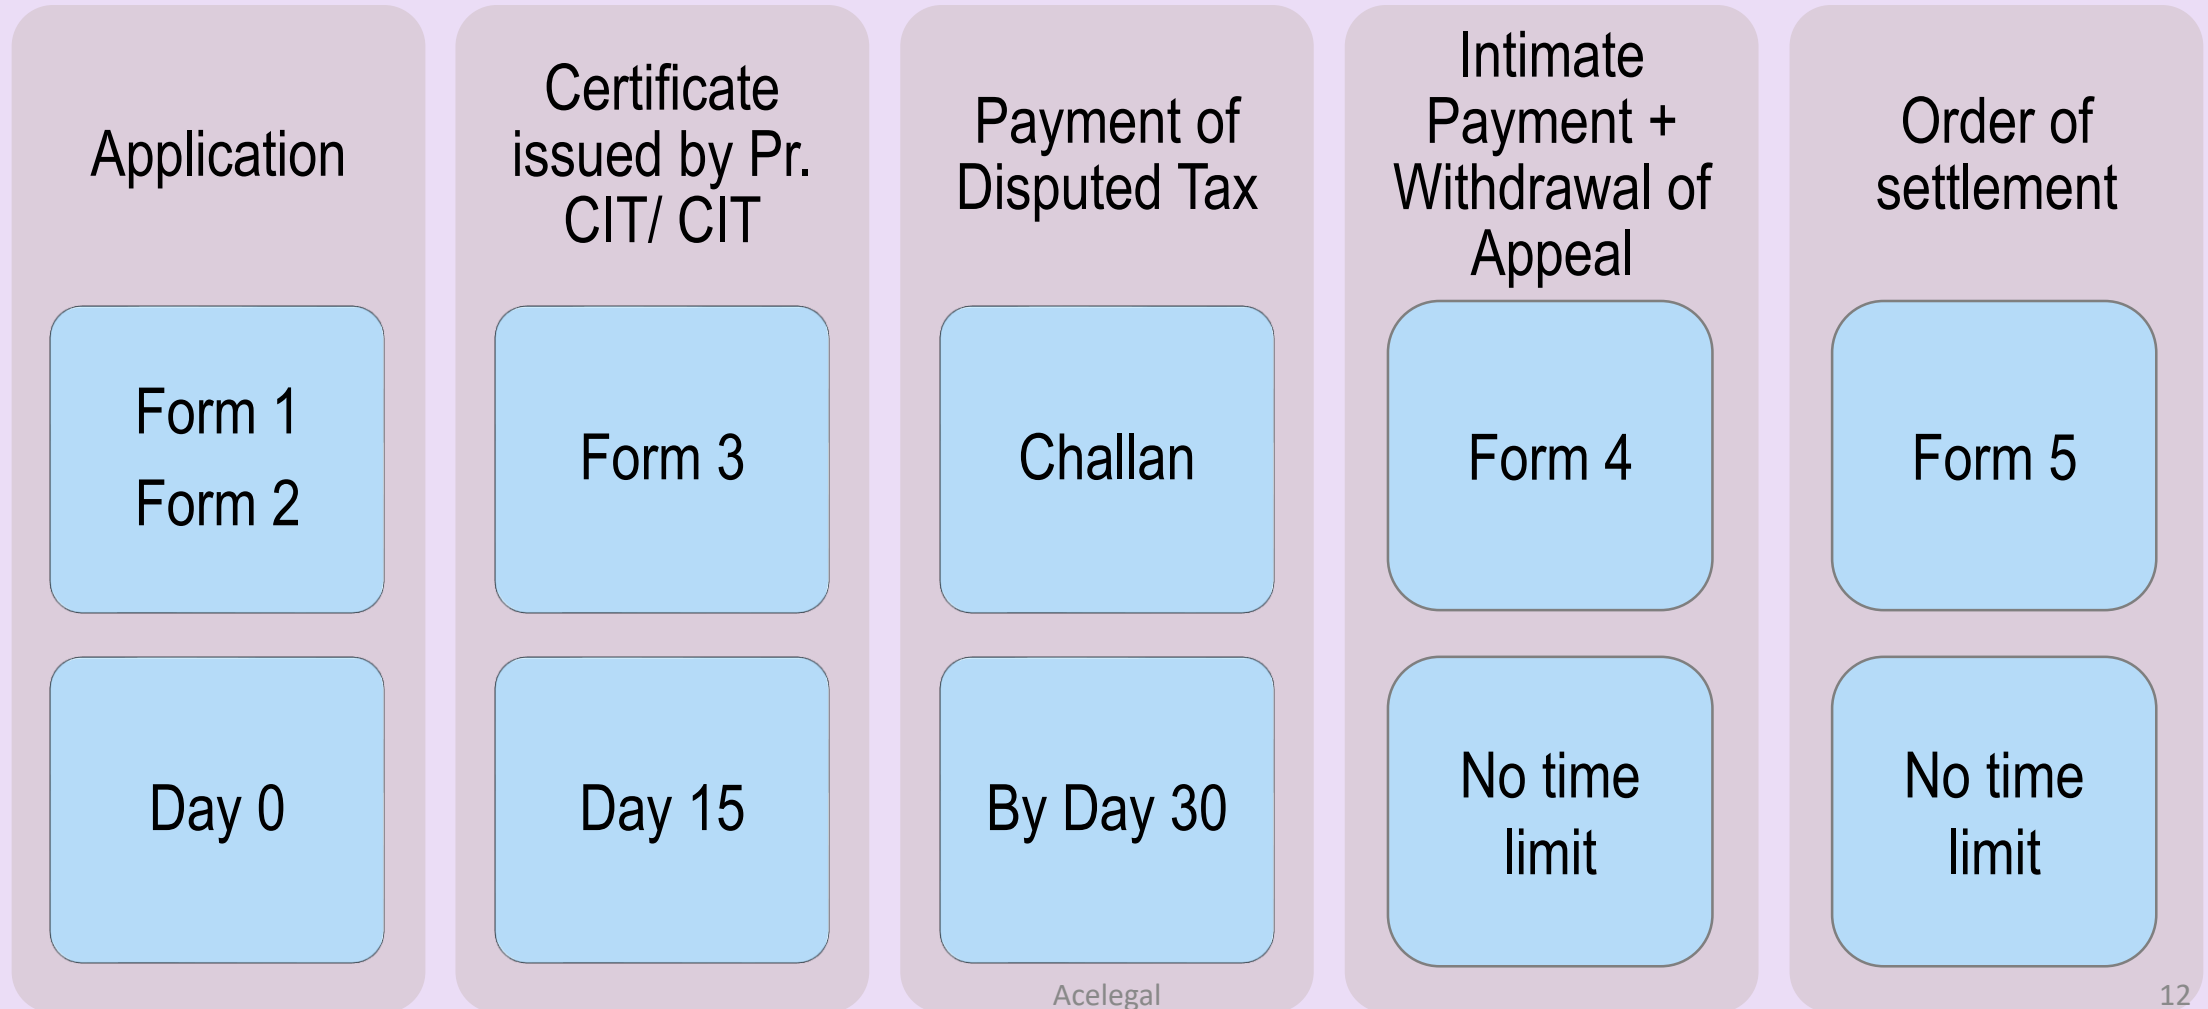 Application
Form 1
Form 2
Day 0
Certificate
issued by Pr.
CIT/ CIT
Form 3
Day 15
Payment of
Disputed Tax
Challan
By Day 30
Intimate
Payment +
Withdrawal of
Appeal
Form 4
No time
limit
Order of
settlement
Form 5
No time
limit
Acelegal
12